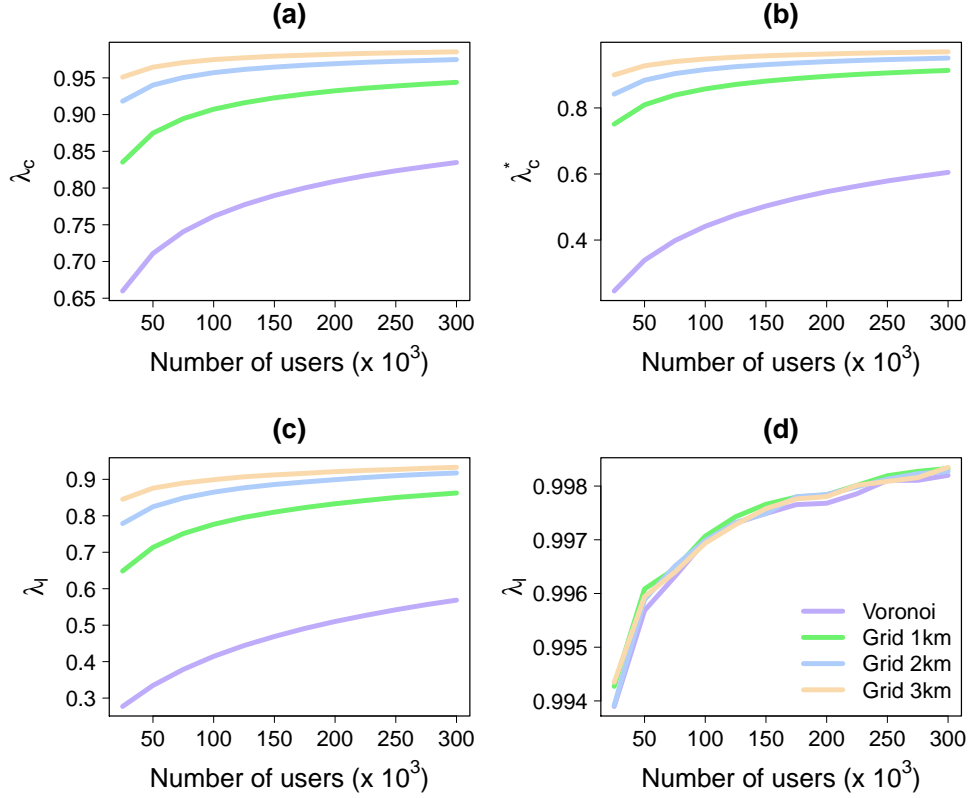 (a)
0.95
0.90
0.85
0.80
0.75
0.70
0.65
λc
50 100 150 200 250 300
Number of users (x 10³)
(b)
0.8
0.6
0.4
λc*
50 100 150 200 250 300
Number of users (x 10³)
(c)
0.9
0.8
0.7
0.6
0.5
0.4
0.3
λl
50 100 150 200 250 300
Number of users (x 10³)
(d)
0.998
0.997
0.996
0.995
0.994
λl
Voronoi
Grid 1km
Grid 2km
Grid 3km
50 100 150 200 250 300
Number of users (x 10³)